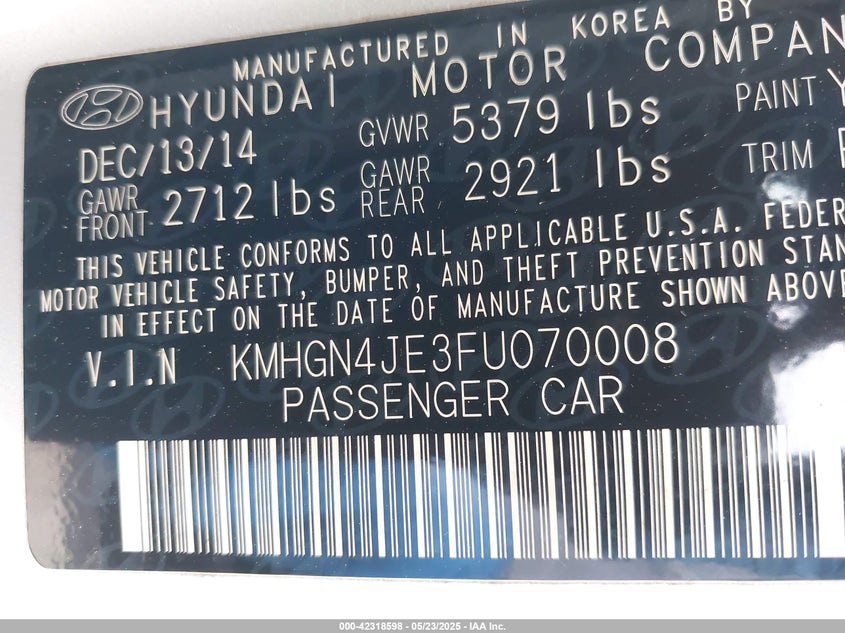 MANUFACTURED IN KOREA BY
HYUNDAI MOTOR COMPAN
DEC/13/14 GVWR 5379 lbs PAINT Y
GAWR FRONT 2712 lbs GAWR REAR 2921 lbs TRIM
THIS VEHICLE CONFORMS TO ALL APPLICABLE U.S.A. FEDER
MOTOR VEHICLE SAFETY, BUMPER, AND THEFT PREVENTION STAN
IN EFFECT ON THE DATE OF MANUFACTURE SHOWN ABOVE
V.I.N KMHGN4JE3FU070008
PASSENGER CAR
000-42318598 - 05/23/2025 - IAA Inc.